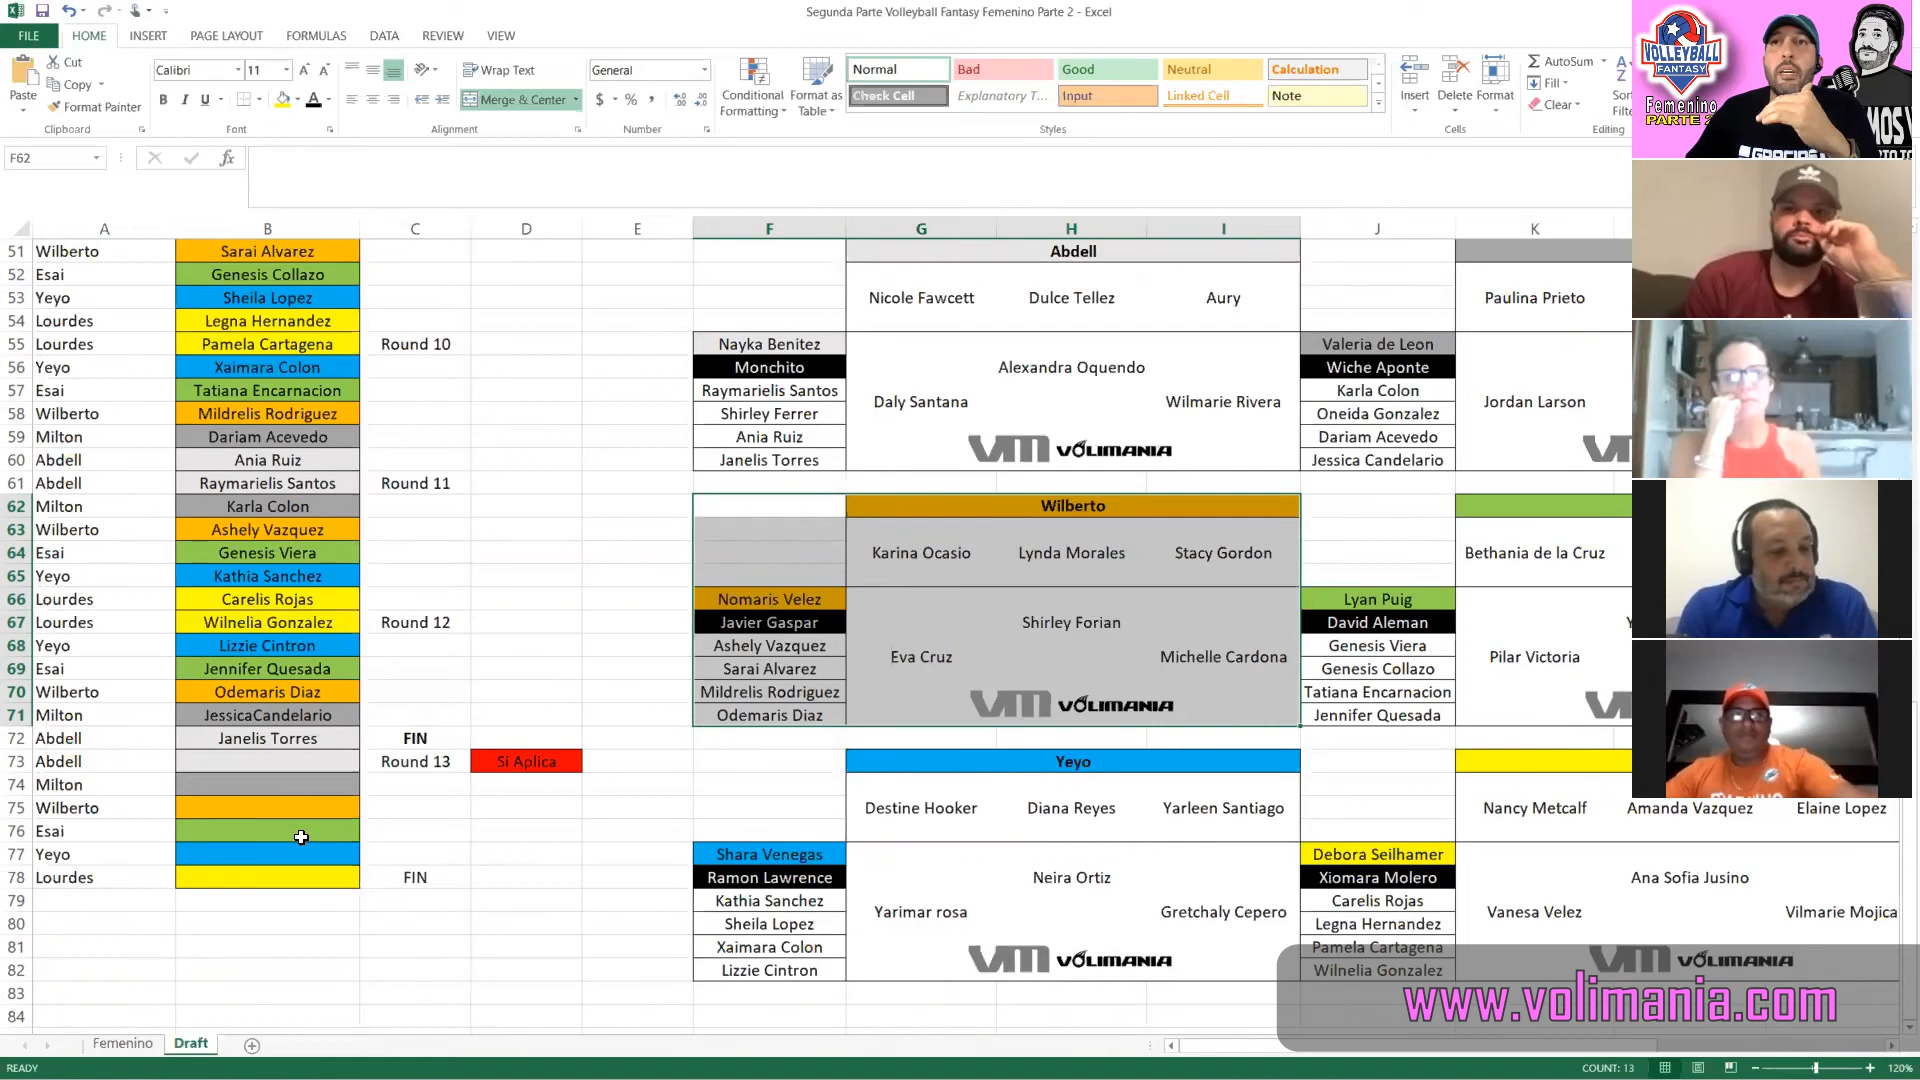 Segunda Parte Volleyball Fantasy Femenino Parte 2 - Excel
FILE HOME INSERT PAGE LAYOUT FORMULAS DATA REVIEW VIEW
Paste
Cut
Copy
Format Painter
Clipboard
Calibri 11
B I U
Font
Wrap Text
Merge & Center
Alignment
General
$ % ,
Number
Conditional Formatting
Format as Table
Normal Bad Good Neutral Calculation
Check Cell Explanatory T... Input Linked Cell Note
Styles
Insert Delete Format
Cells
AutoSum
Fill
Clear
Editing
VOLLEYBALL
FANTASY
Femenino
PARTE 2
F62 fx
A B C D E F G H I J K
51 Wilberto Sarai Alvarez Abdell
52 Esai Genesis Collazo
53 Yeyo Sheila Lopez Nicole Fawcett Dulce Tellez Aury Paulina Prieto
54 Lourdes Legna Hernandez
55 Lourdes Pamela Cartagena Round 10 Nayka Benitez Valeria de Leon
56 Yeyo Xaimara Colon Monchito Alexandra Oquendo Wiche Aponte
57 Esai Tatiana Encarnacion Raymarielis Santos Daly Santana Wilmarie Rivera Karla Colon Jordan Larson
58 Wilberto Mildrelis Rodriguez Shirley Ferrer Oneida Gonzalez
59 Milton Dariam Acevedo Ania Ruiz VM VOLIMANIA Dariam Acevedo
60 Abdell Ania Ruiz Janelis Torres Jessica Candelario
61 Abdell Raymarielis Santos Round 11
62 Milton Karla Colon Wilberto
63 Wilberto Ashely Vazquez
64 Esai Genesis Viera Karina Ocasio Lynda Morales Stacy Gordon Bethania de la Cruz
65 Yeyo Kathia Sanchez
66 Lourdes Carelis Rojas Nomaris Velez Lyan Puig
67 Lourdes Wilnelia Gonzalez Round 12 Javier Gaspar Shirley Forian David Aleman Y
68 Yeyo Lizzie Cintron Ashely Vazquez Eva Cruz Michelle Cardona Genesis Viera Pilar Victoria
69 Esai Jennifer Quesada Sarai Alvarez Genesis Collazo
70 Wilberto Odemaris Diaz Mildrelis Rodriguez VM VOLIMANIA Tatiana Encarnacion
71 Milton JessicaCandelario Odemaris Diaz Jennifer Quesada
72 Abdell Janelis Torres FIN
73 Abdell Round 13 Si Aplica Yeyo
74 Milton
75 Wilberto Destine Hooker Diana Reyes Yarleen Santiago Nancy Metcalf Amanda Vazquez Elaine Lopez
76 Esai
77 Yeyo Shara Venegas Debora Seilhamer
78 Lourdes FIN Ramon Lawrence Neira Ortiz Xiomara Molero Ana Sofia Jusino
79 Kathia Sanchez Yarimar rosa Gretchaly Cepero Carelis Rojas Vanesa Velez Vilmarie Mojica
80 Sheila Lopez Legna Hernandez
81 Xaimara Colon VM VOLIMANIA Pamela Cartagena VM VOLIMANIA
82 Lizzie Cintron Wilnelia Gonzalez
83
84
www.volimania.com
Femenino Draft
READY COUNT: 13 120%